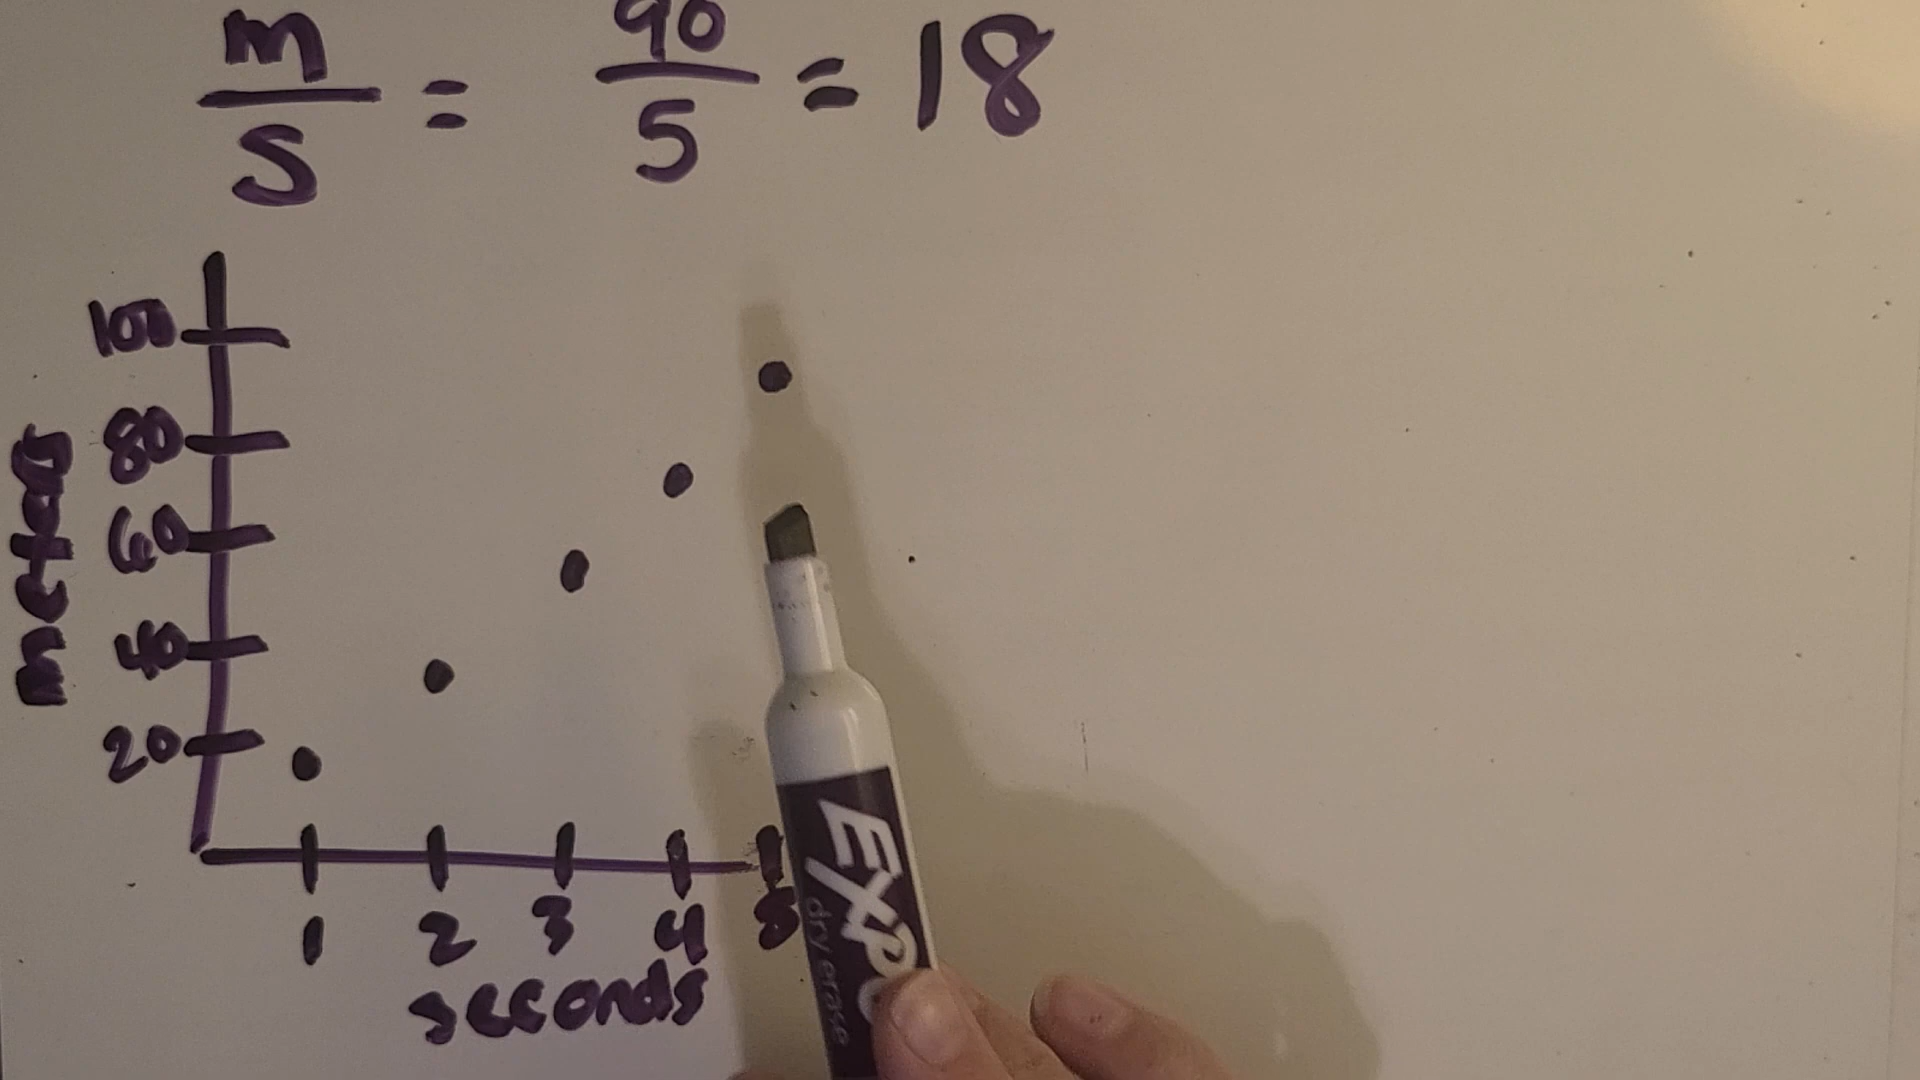 m/s = 90/5 = 18
100
80
60
40
20
meters
1 2 3 4 5
seconds
EXPO
dry erase